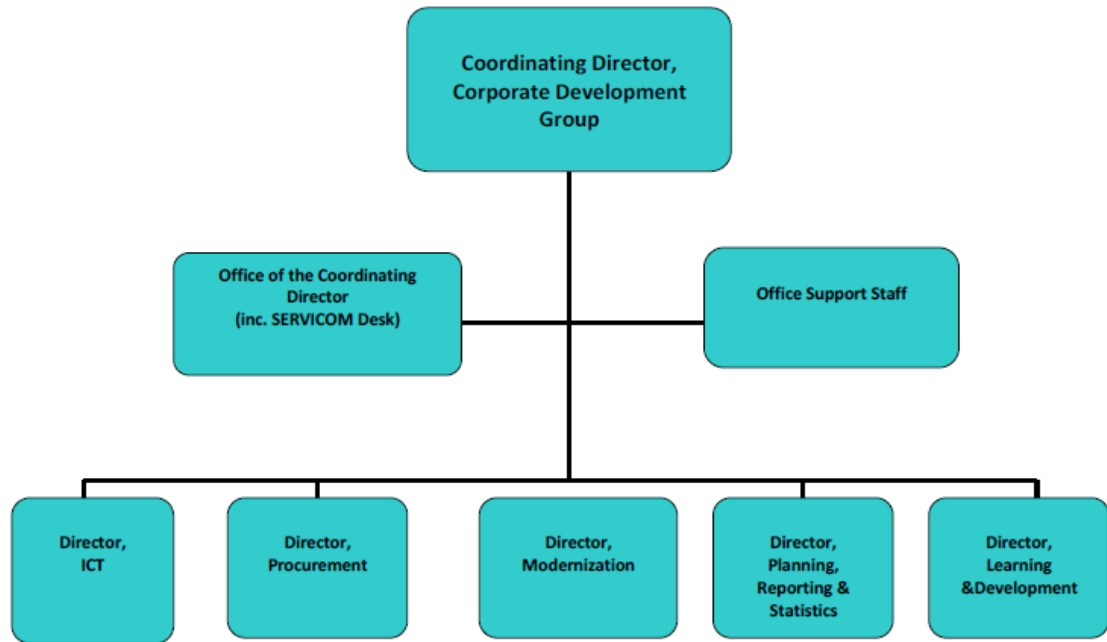 Coordinating Director,
Corporate Development
Group
Office of the Coordinating
Director
(inc. SERVICOM Desk)
Office Support Staff
Director,
ICT
Director,
Procurement
Director,
Modernization
Director,
Planning,
Reporting &
Statistics
Director,
Learning
&Development